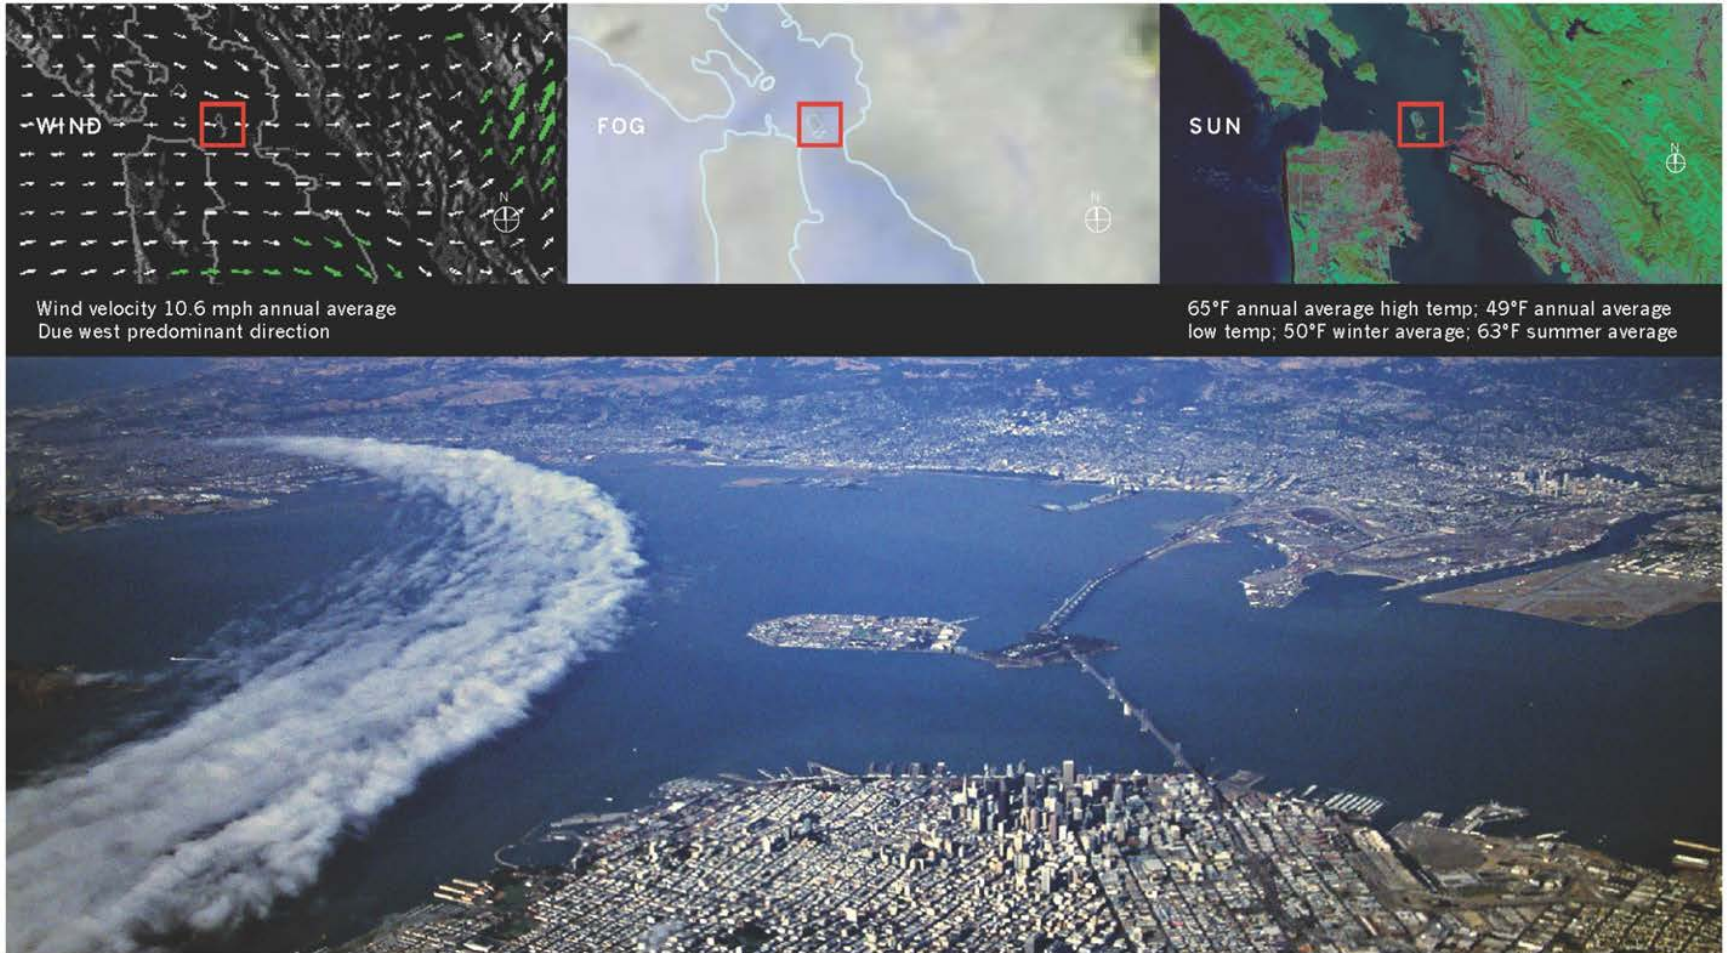 WIND
N
FOG
N
SUN
N
Wind velocity 10.6 mph annual average
Due west predominant direction
65°F annual average high temp; 49°F annual average
low temp; 50°F winter average; 63°F summer average